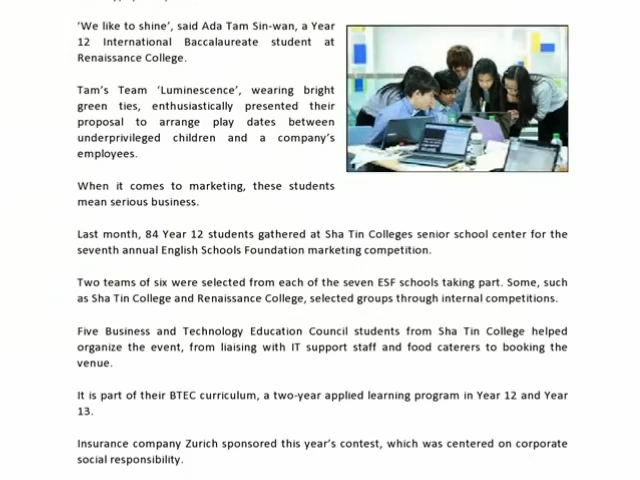 'We like to shine', said Ada Tam Sin-wan, a Year
12 International Baccalaureate student at
Renaissance College.
Tam's Team 'Luminescence', wearing bright
green ties, enthusiastically presented their
proposal to arrange play dates between
underprivileged children and a company's
employees.
When it comes to marketing, these students
mean serious business.
Last month, 84 Year 12 students gathered at Sha Tin Colleges senior school center for the
seventh annual English Schools Foundation marketing competition.
Two teams of six were selected from each of the seven ESF schools taking part. Some, such
as Sha Tin College and Renaissance College, selected groups through internal competitions.
Five Business and Technology Education Council students from Sha Tin College helped
organize the event, from liaising with IT support staff and food caterers to booking the
venue.
It is part of their BTEC curriculum, a two-year applied learning program in Year 12 and Year
13.
Insurance company Zurich sponsored this year's contest, which was centered on corporate
social responsibility.